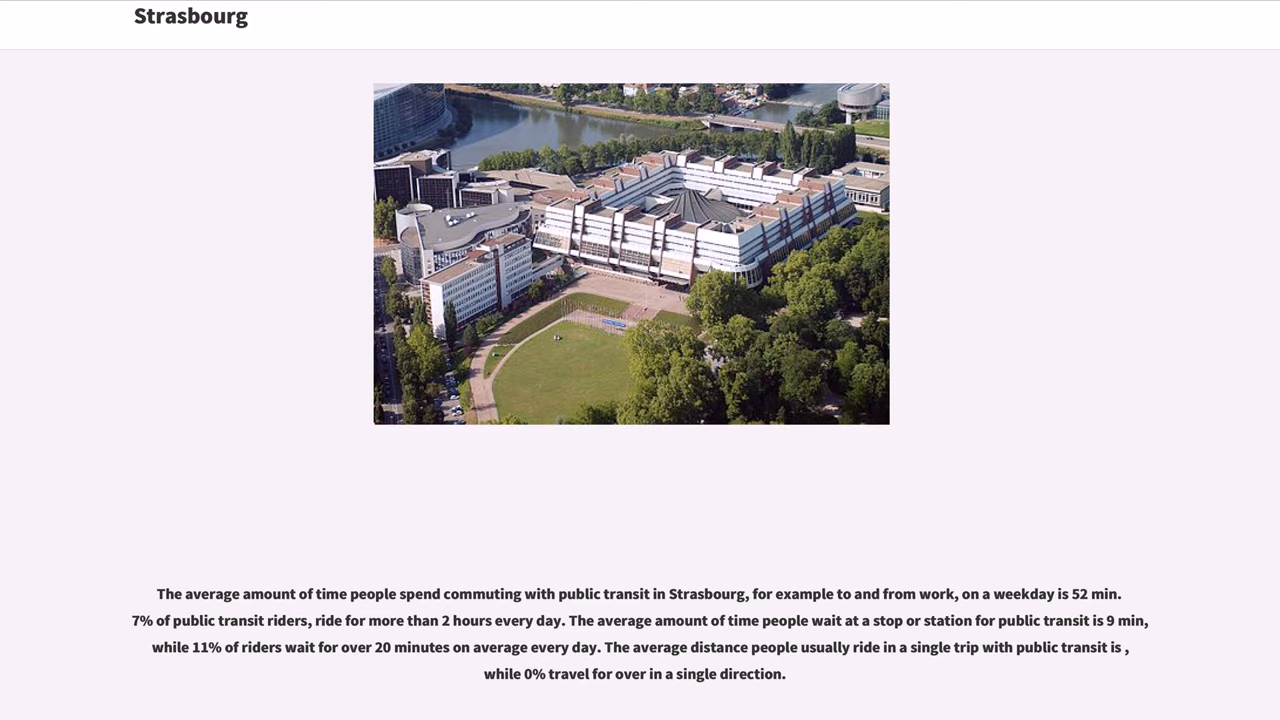 Strasbourg
The average amount of time people spend commuting with public transit in Strasbourg, for example to and from work, on a weekday is 52 min.
7% of public transit riders, ride for more than 2 hours every day. The average amount of time people wait at a stop or station for public transit is 9 min,
while 11% of riders wait for over 20 minutes on average every day. The average distance people usually ride in a single trip with public transit is ,
while 0% travel for over in a single direction.